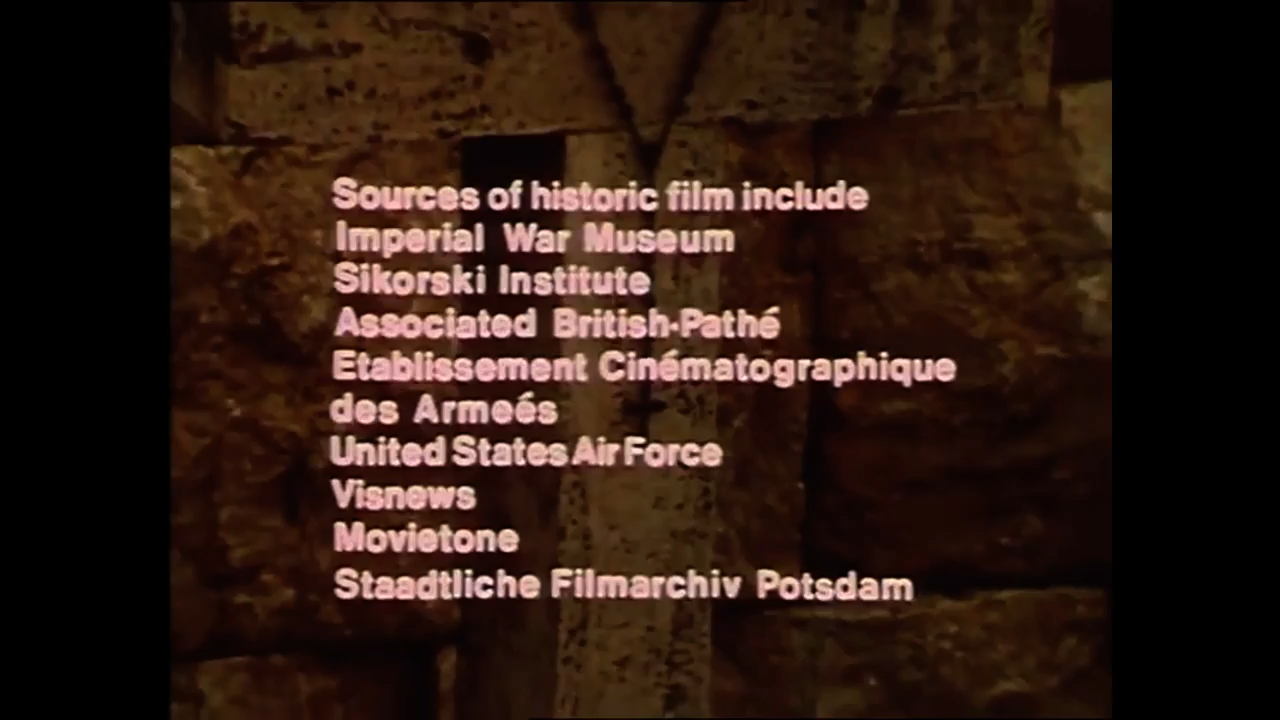 Sources of historic film include
Imperial War Museum
Sikorski Institute
Associated British-Pathé
Etablissement Cinématographique
des Armeés
United States Air Force
Visnews
Movietone
Staadtliche Filmarchiv Potsdam